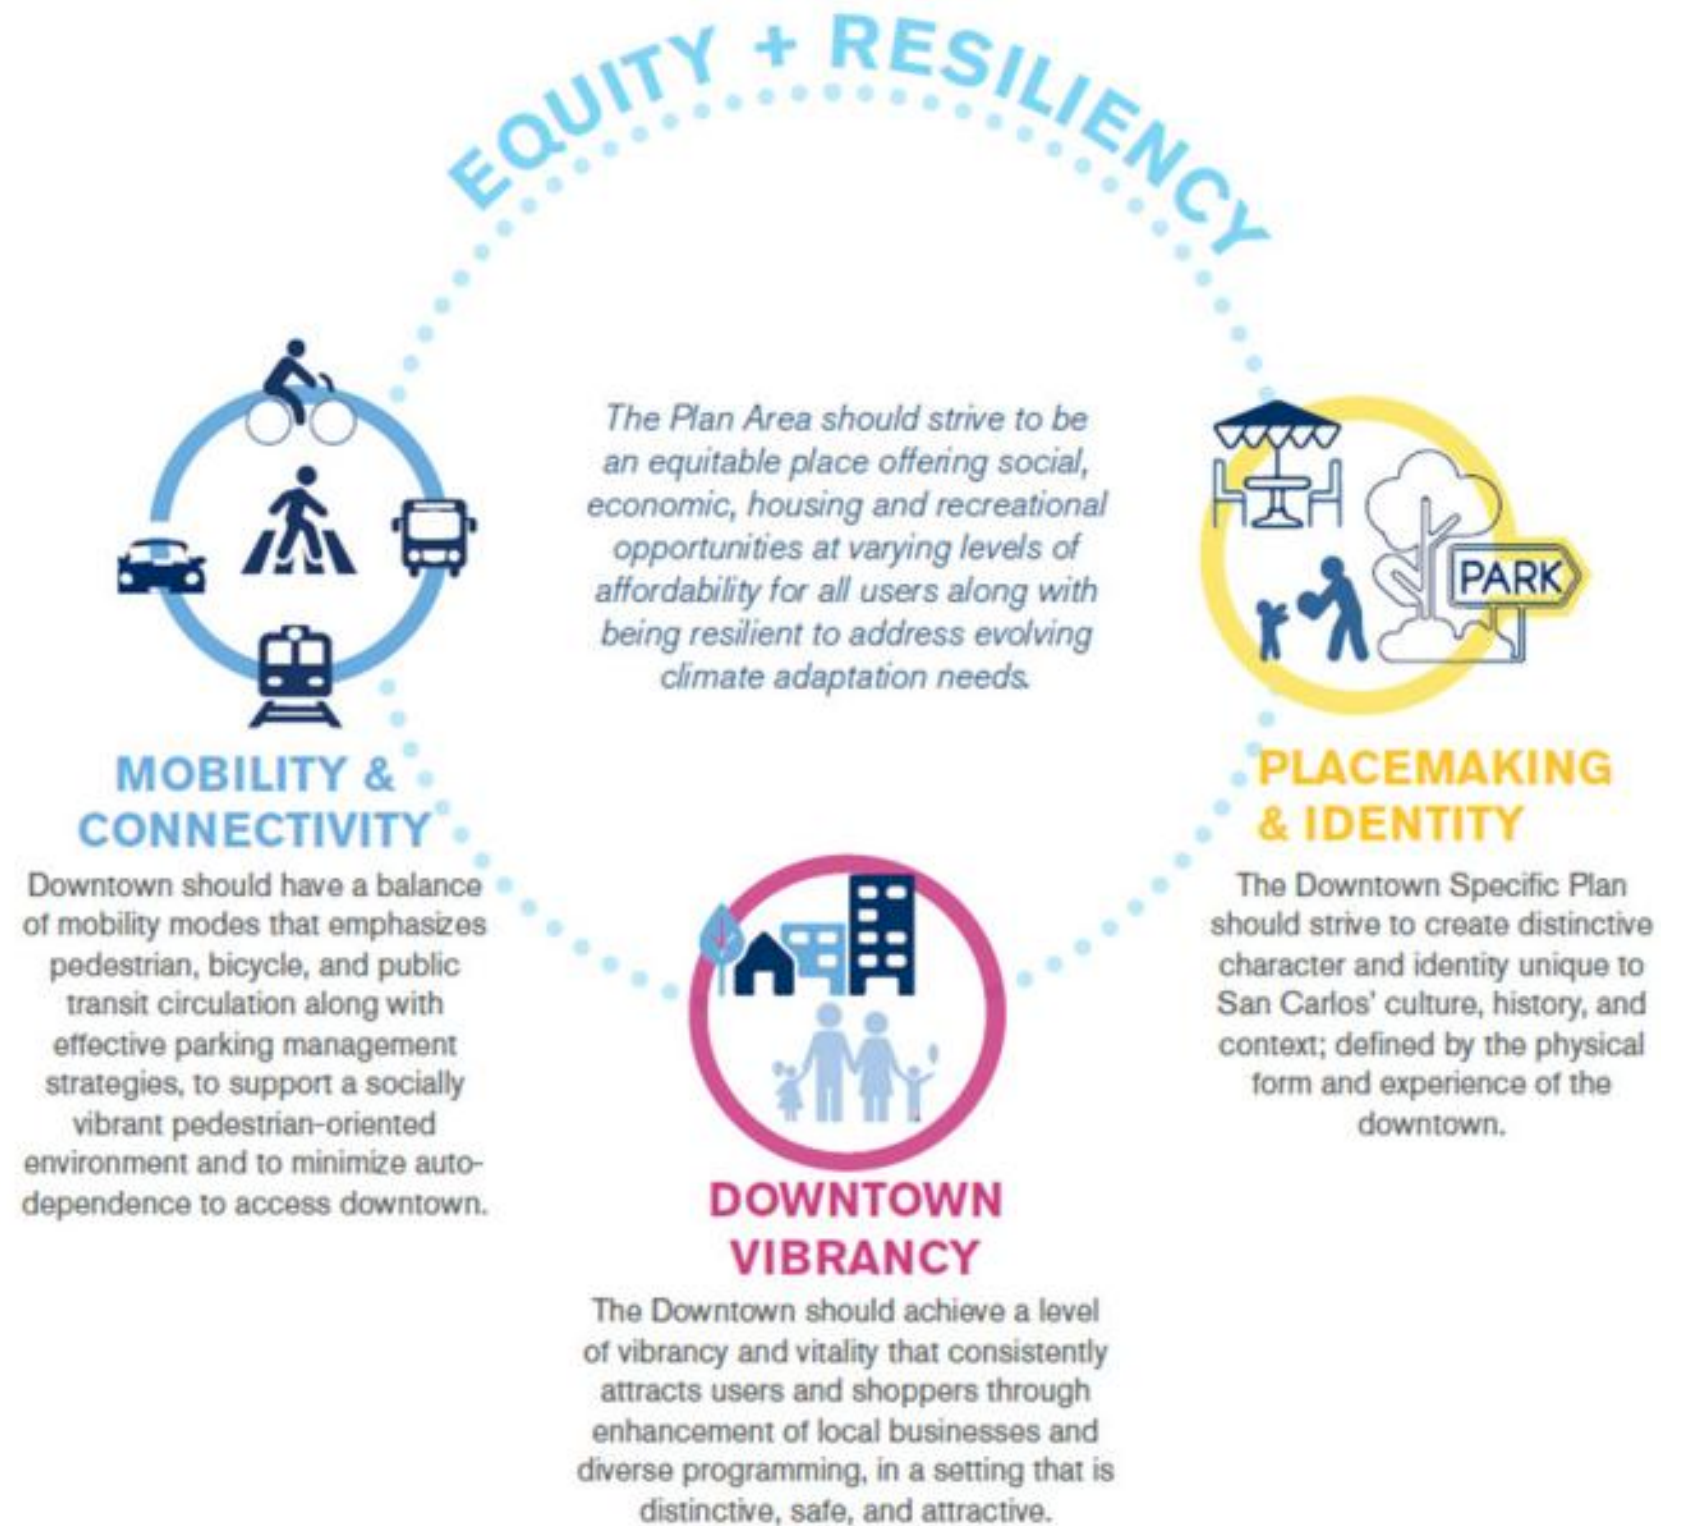 EQUITY + RESILIENCY
The Plan Area should strive to be
an equitable place offering social,
economic, housing and recreational
opportunities at varying levels of
affordability for all users along with
being resilient to address evolving
climate adaptation needs.
MOBILITY &
CONNECTIVITY
Downtown should have a balance
of mobility modes that emphasizes
pedestrian, bicycle, and public
transit circulation along with
effective parking management
strategies, to support a socially
vibrant pedestrian-oriented
environment and to minimize auto-
dependence to access downtown.
DOWNTOWN
VIBRANCY
The Downtown should achieve a level
of vibrancy and vitality that consistently
attracts users and shoppers through
enhancement of local businesses and
diverse programming, in a setting that is
distinctive, safe, and attractive.
PARK
PLACEMAKING
& IDENTITY
The Downtown Specific Plan
should strive to create distinctive
character and identity unique to
San Carlos' culture, history, and
context; defined by the physical
form and experience of the
downtown.